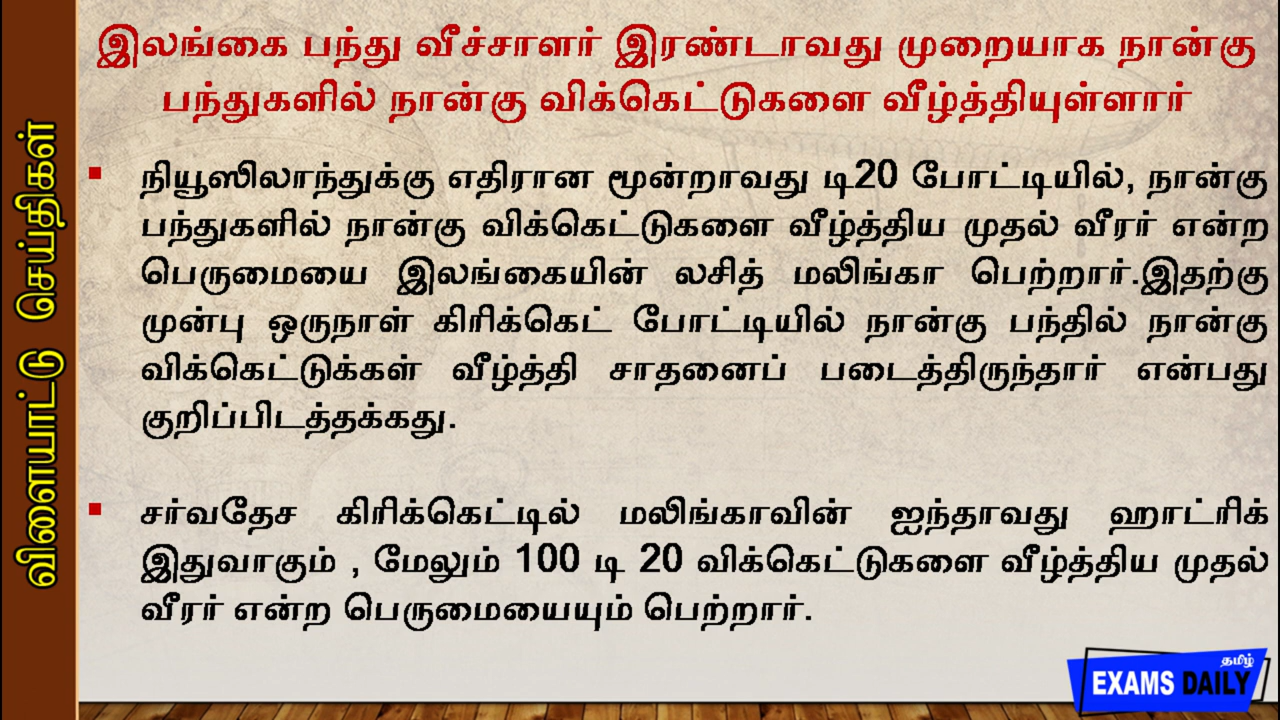 விளையாட்டு செய்திகள்
இலங்கை பந்து வீச்சாளர் இரண்டாவது முறையாக நான்கு
பந்துகளில் நான்கு விக்கெட்டுகளை வீழ்த்தியுள்ளார்
நியூஸிலாந்துக்கு எதிரான மூன்றாவது டி20 போட்டியில், நான்கு
பந்துகளில் நான்கு விக்கெட்டுகளை வீழ்த்திய முதல் வீரர் என்ற
பெருமையை இலங்கையின் லசித் மலிங்கா பெற்றார்.இதற்கு
முன்பு ஒருநாள் கிரிக்கெட் போட்டியில் நான்கு பந்தில் நான்கு
விக்கெட்டுக்கள் வீழ்த்தி சாதனைப் படைத்திருந்தார் என்பது
குறிப்பிடத்தக்கது.
சர்வதேச கிரிக்கெட்டில் மலிங்காவின் ஐந்தாவது ஹாட்ரிக்
இதுவாகும் , மேலும் 100 டி 20 விக்கெட்டுகளை வீழ்த்திய முதல்
வீரர் என்ற பெருமையையும் பெற்றார்.
தமிழ்
EXAMS DAILY